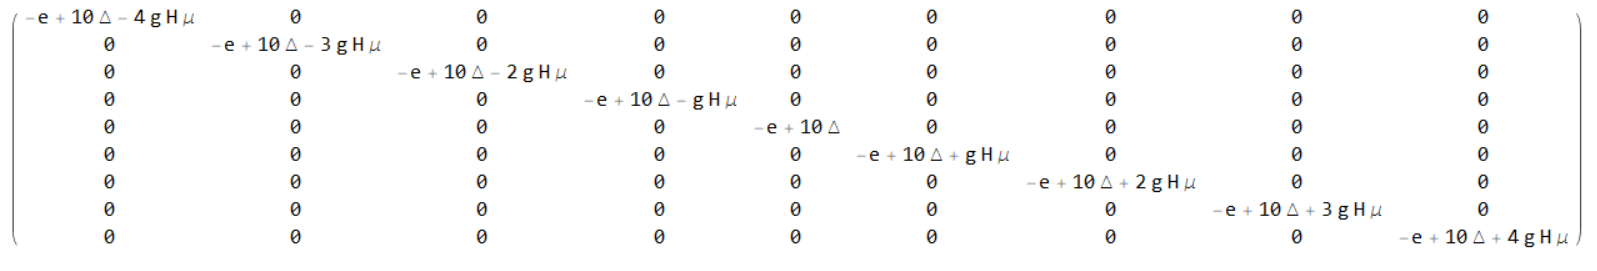 -e + 10 Δ - 4 g H μ 0 0 0 0 0 0 0 0
0 -e + 10 Δ - 3 g H μ 0 0 0 0 0 0 0
0 0 -e + 10 Δ - 2 g H μ 0 0 0 0 0 0
0 0 0 -e + 10 Δ - g H μ 0 0 0 0 0
0 0 0 0 -e + 10 Δ 0 0 0 0
0 0 0 0 0 -e + 10 Δ + g H μ 0 0 0
0 0 0 0 0 0 -e + 10 Δ + 2 g H μ 0 0
0 0 0 0 0 0 0 -e + 10 Δ + 3 g H μ 0
0 0 0 0 0 0 0 0 -e + 10 Δ + 4 g H μ